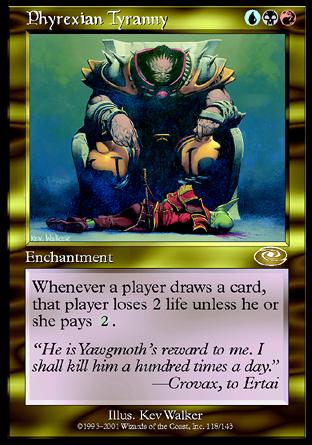 Phyrexian Tyranny
Kev Walker
Enchantment
Whenever a player draws a card,
that player loses 2 life unless he or
she pays 2.
“He is Yawgmoth's reward to me. I
shall kill him a hundred times a day.”
—Crovax, to Ertai
Illus. Kev Walker
©1993–2001 Wizards of the Coast, Inc. 118/143